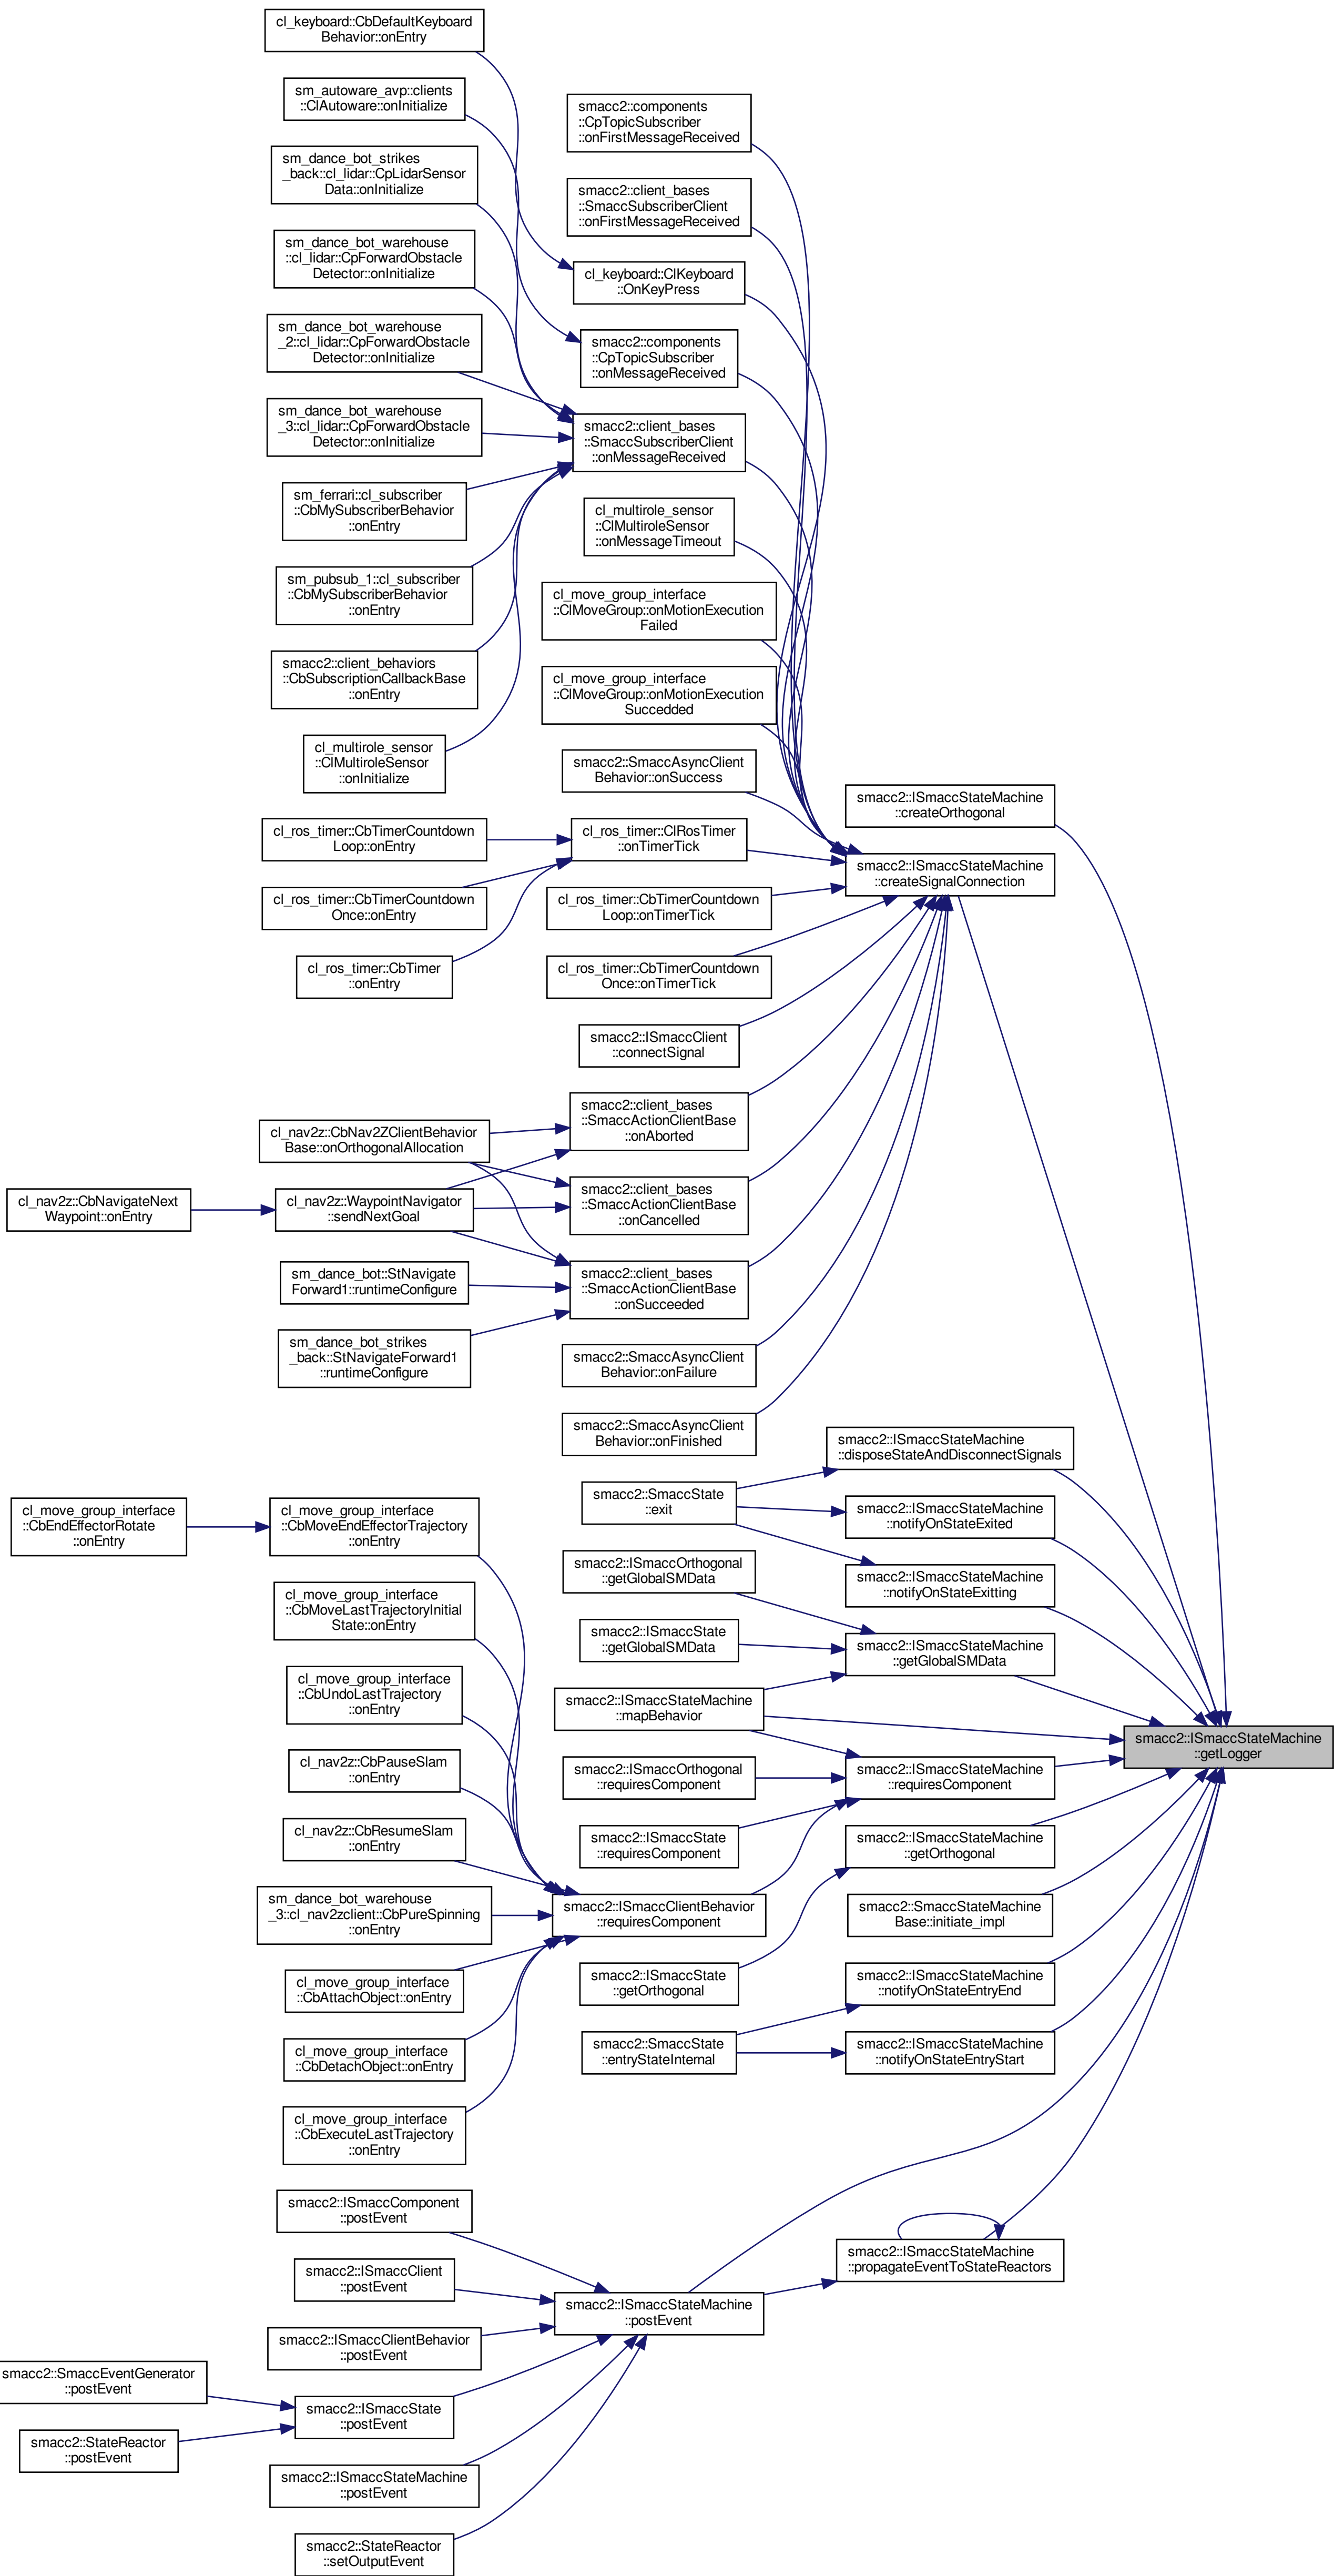 cl_keyboard::CbDefaultKeyboard
Behavior::onEntry
sm_autoware_avp::clients
::ClAutoware::onInitialize
sm_dance_bot_strikes
_back::cl_lidar::CpLidarSensor
Data::onInitialize
sm_dance_bot_warehouse
::cl_lidar::CpForwardObstacle
Detector::onInitialize
sm_dance_bot_warehouse
_2::cl_lidar::CpForwardObstacle
Detector::onInitialize
sm_dance_bot_warehouse
_3::cl_lidar::CpForwardObstacle
Detector::onInitialize
sm_ferrari::cl_subscriber
::CbMySubscriberBehavior
::onEntry
sm_pubsub_1::cl_subscriber
::CbMySubscriberBehavior
::onEntry
smacc2::client_behaviors
::CbSubscriptionCallbackBase
::onEntry
cl_multirole_sensor
::ClMultiroleSensor
::onInitialize
cl_ros_timer::CbTimerCountdown
Loop::onEntry
cl_ros_timer::CbTimerCountdown
Once::onEntry
cl_ros_timer::CbTimer
::onEntry
smacc2::components
::CpTopicSubscriber
::onFirstMessageReceived
smacc2::client_bases
::SmaccSubscriberClient
::onFirstMessageReceived
cl_keyboard::ClKeyboard
::OnKeyPress
smacc2::components
::CpTopicSubscriber
::onMessageReceived
smacc2::client_bases
::SmaccSubscriberClient
::onMessageReceived
cl_multirole_sensor
::ClMultiroleSensor
::onMessageTimeout
cl_move_group_interface
::ClMoveGroup::onMotionExecution
Failed
cl_move_group_interface
::ClMoveGroup::onMotionExecution
Succedded
smacc2::SmaccAsyncClient
Behavior::onSuccess
cl_ros_timer::ClRosTimer
::onTimerTick
cl_ros_timer::CbTimerCountdown
Loop::onTimerTick
cl_ros_timer::CbTimerCountdown
Once::onTimerTick
smacc2::ISmaccClient
::connectSignal
smacc2::client_bases
::SmaccActionClientBase
::onAborted
smacc2::client_bases
::SmaccActionClientBase
::onCancelled
smacc2::client_bases
::SmaccActionClientBase
::onSucceeded
smacc2::SmaccAsyncClient
Behavior::onFailure
smacc2::SmaccAsyncClient
Behavior::onFinished
smacc2::ISmaccStateMachine
::createOrthogonal
smacc2::ISmaccStateMachine
::createSignalConnection
cl_nav2z::CbNav2ZClientBehavior
Base::onOrthogonalAllocation
cl_nav2z::CbNavigateNext
Waypoint::onEntry
cl_nav2z::WaypointNavigator
::sendNextGoal
sm_dance_bot::StNavigate
Forward1::runtimeConfigure
sm_dance_bot_strikes
_back::StNavigateForward1
::runtimeConfigure
smacc2::ISmaccStateMachine
::disposeStateAndDisconnectSignals
smacc2::SmaccState
::exit
smacc2::ISmaccStateMachine
::notifyOnStateExited
smacc2::ISmaccStateMachine
::notifyOnStateExitting
smacc2::ISmaccOrthogonal
::getGlobalSMData
smacc2::ISmaccState
::getGlobalSMData
smacc2::ISmaccStateMachine
::getGlobalSMData
smacc2::ISmaccStateMachine
::mapBehavior
smacc2::ISmaccStateMachine
::getLogger
smacc2::ISmaccOrthogonal
::requiresComponent
smacc2::ISmaccStateMachine
::requiresComponent
smacc2::ISmaccState
::requiresComponent
smacc2::ISmaccStateMachine
::getOrthogonal
smacc2::ISmaccClientBehavior
::requiresComponent
smacc2::SmaccStateMachine
Base::initiate_impl
smacc2::ISmaccState
::getOrthogonal
smacc2::ISmaccStateMachine
::notifyOnStateEntryEnd
smacc2::SmaccState
::entryStateInternal
smacc2::ISmaccStateMachine
::notifyOnStateEntryStart
cl_move_group_interface
::CbEndEffectorRotate
::onEntry
cl_move_group_interface
::CbMoveEndEffectorTrajectory
::onEntry
cl_move_group_interface
::CbMoveLastTrajectoryInitial
State::onEntry
cl_move_group_interface
::CbUndoLastTrajectory
::onEntry
cl_nav2z::CbPauseSlam
::onEntry
cl_nav2z::CbResumeSlam
::onEntry
sm_dance_bot_warehouse
_3::cl_nav2zclient::CbPureSpinning
::onEntry
cl_move_group_interface
::CbAttachObject::onEntry
cl_move_group_interface
::CbDetachObject::onEntry
cl_move_group_interface
::CbExecuteLastTrajectory
::onEntry
smacc2::ISmaccComponent
::postEvent
smacc2::ISmaccClient
::postEvent
smacc2::ISmaccClientBehavior
::postEvent
smacc2::ISmaccStateMachine
::postEvent
smacc2::ISmaccStateMachine
::propagateEventToStateReactors
smacc2::SmaccEventGenerator
::postEvent
smacc2::StateReactor
::postEvent
smacc2::ISmaccState
::postEvent
smacc2::ISmaccStateMachine
::postEvent
smacc2::StateReactor
::setOutputEvent